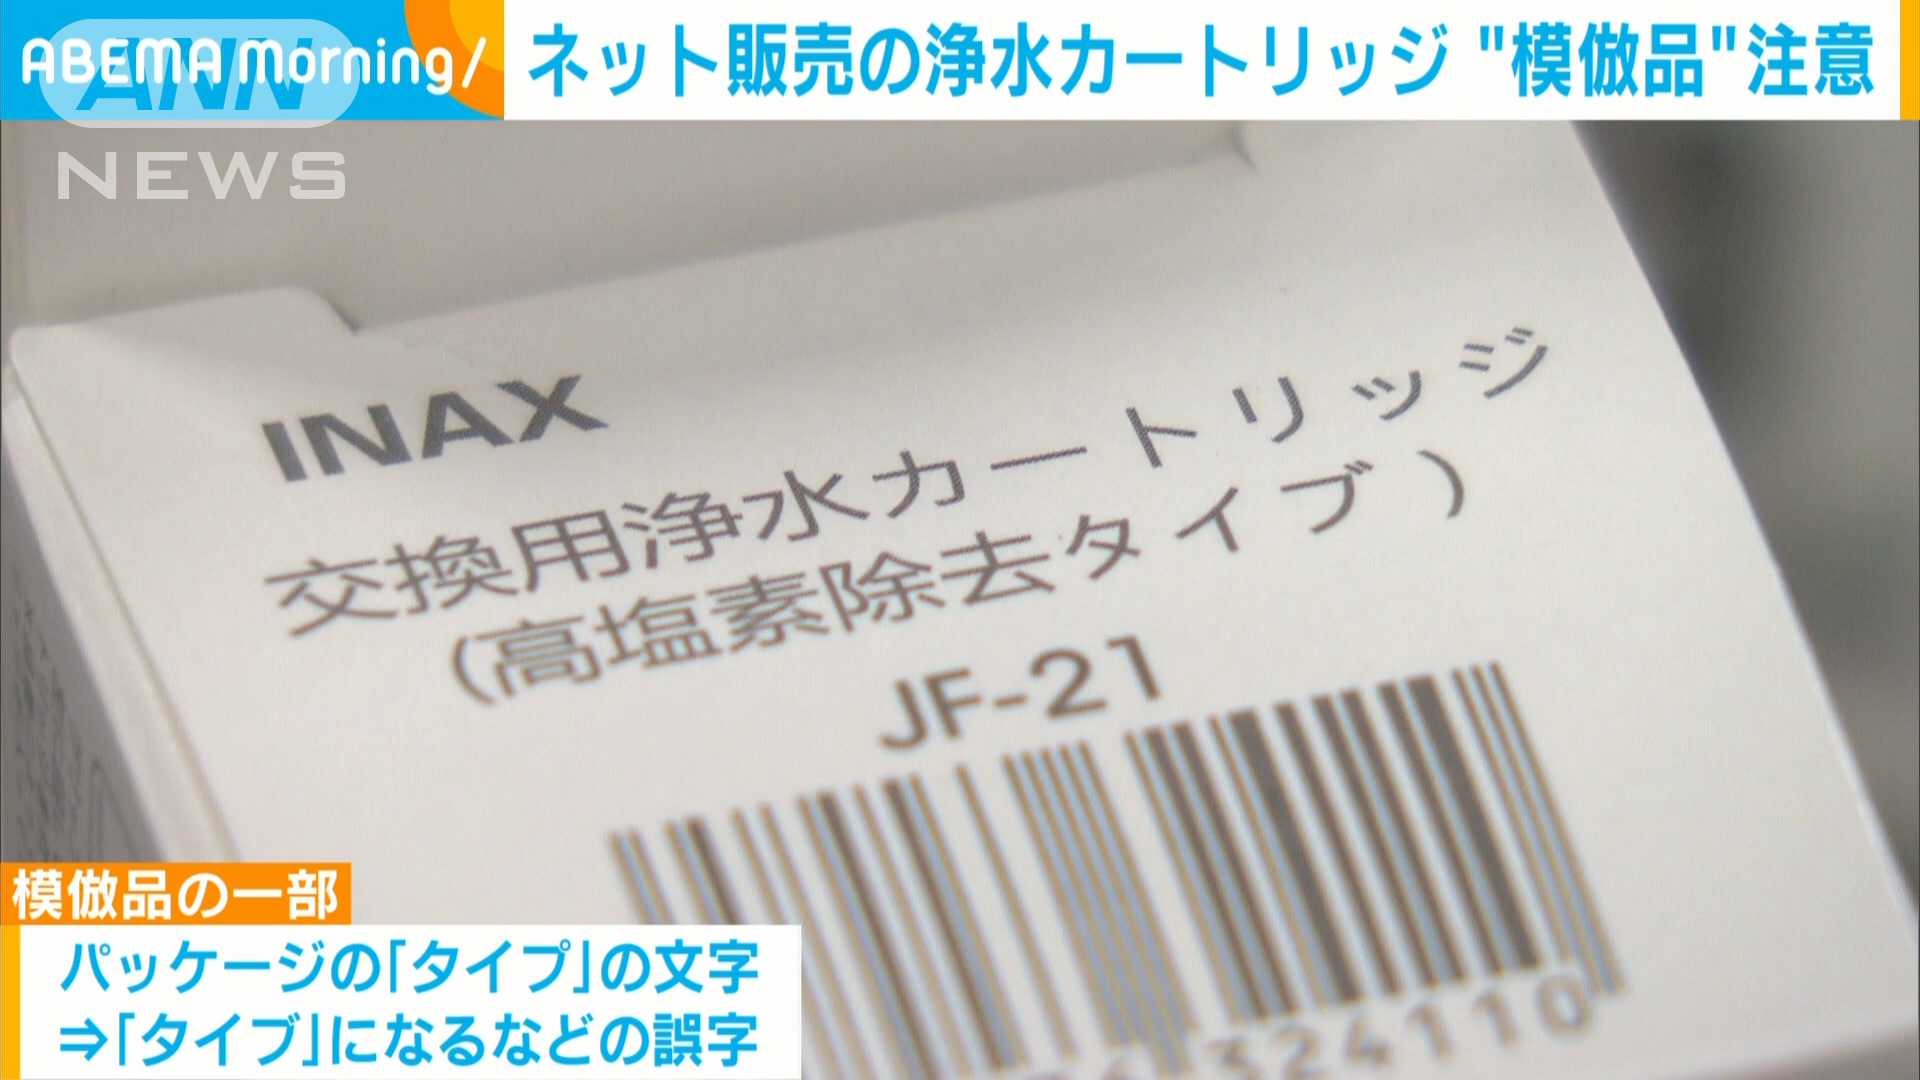 ABEMA Morning/
ANN
NEWS
ネット販売の浄水カートリッジ "模倣品"注意
INAX
交換用浄水カートリッジ
(高塩素除去タイブ)
JF-21
324110
模倣品の一部
パッケージの「タイプ」の文字
⇒「タイブ」になるなどの誤字